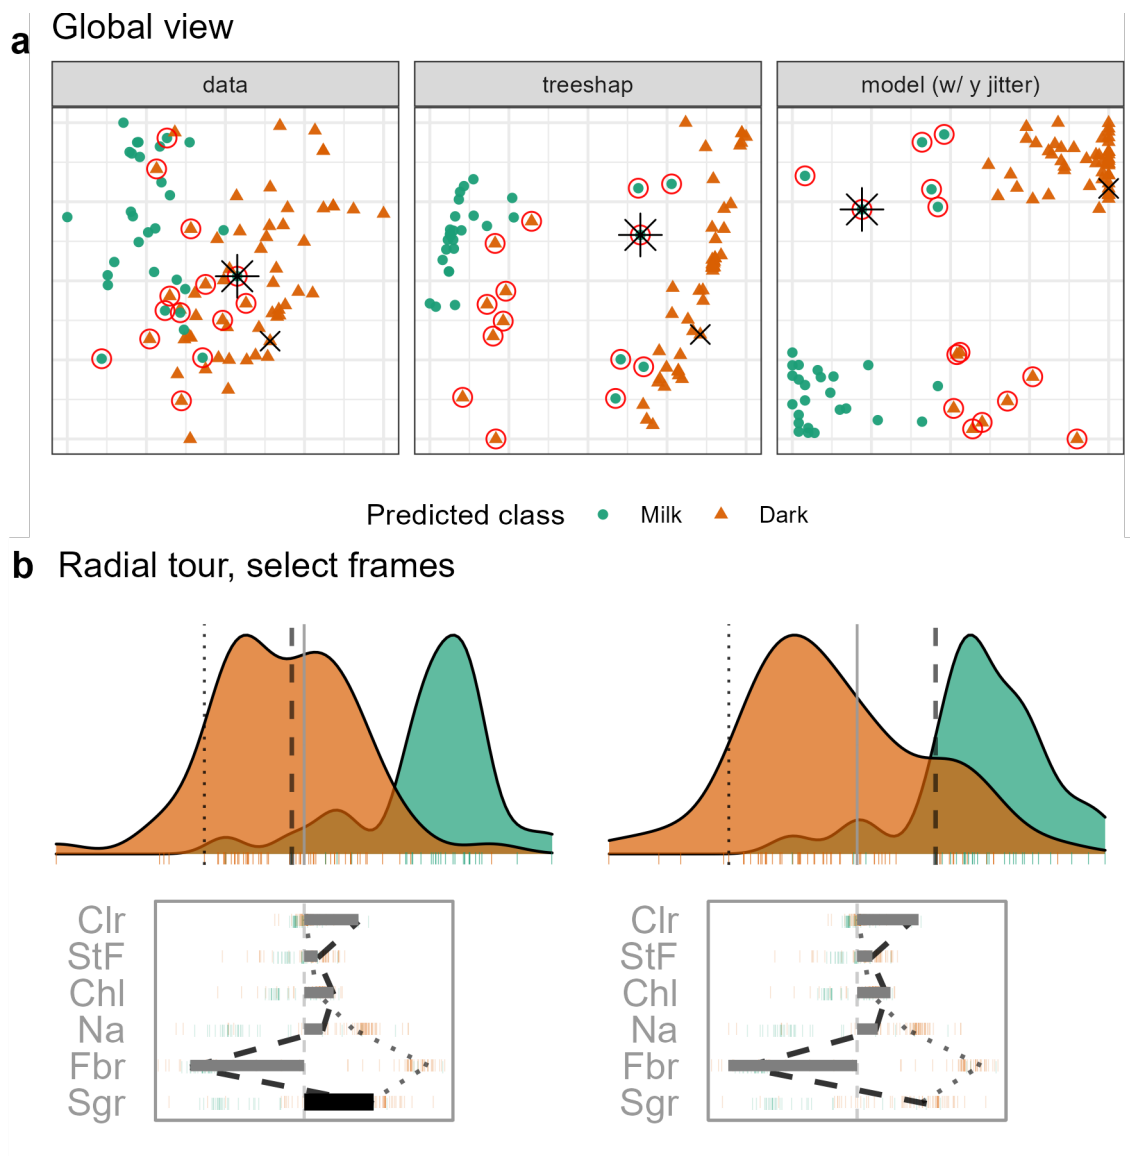 a Global view
data treeshap model (w/ y jitter)
Predicted class Milk Dark
b Radial tour, select frames
Clr Clr
StF StF
Chl Chl
Na Na
Fbr Fbr
Sgr Sgr